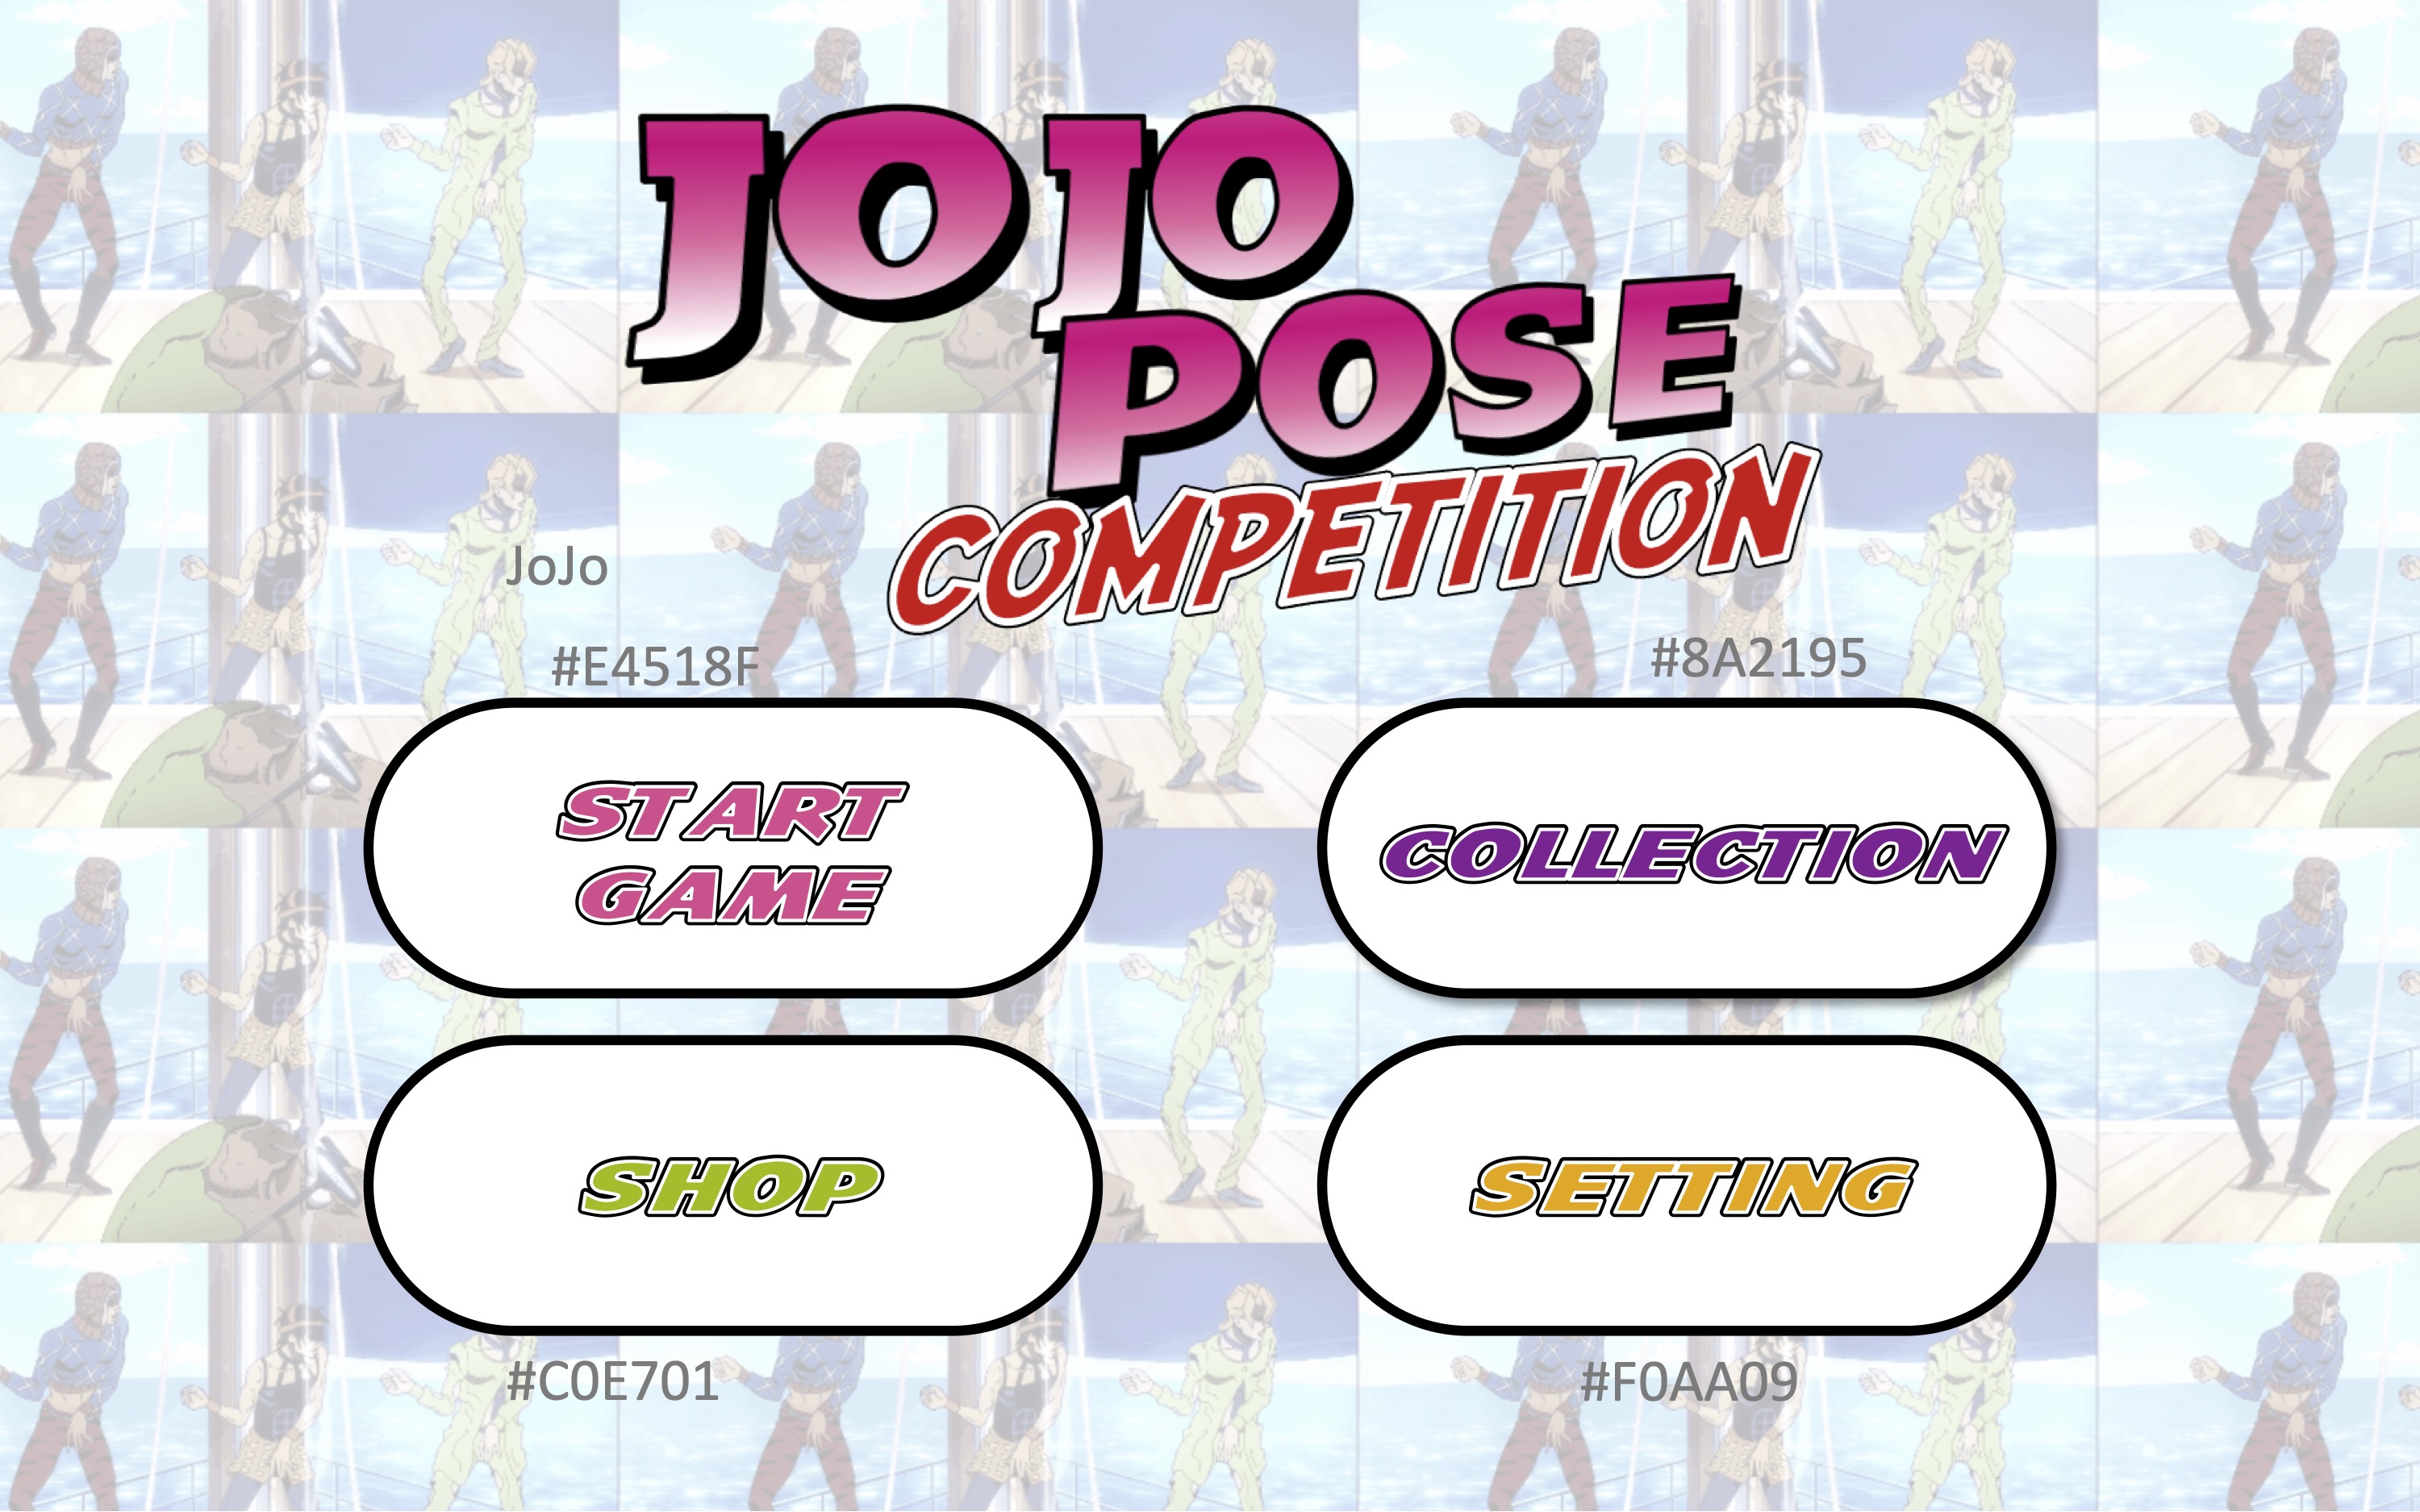 JOJO
POSE
COMPETITION
JoJo
#E4518F
#8A2195
START
GAME
COLLECTION
SHOP
SETTING
#C0E701
#F0AA09